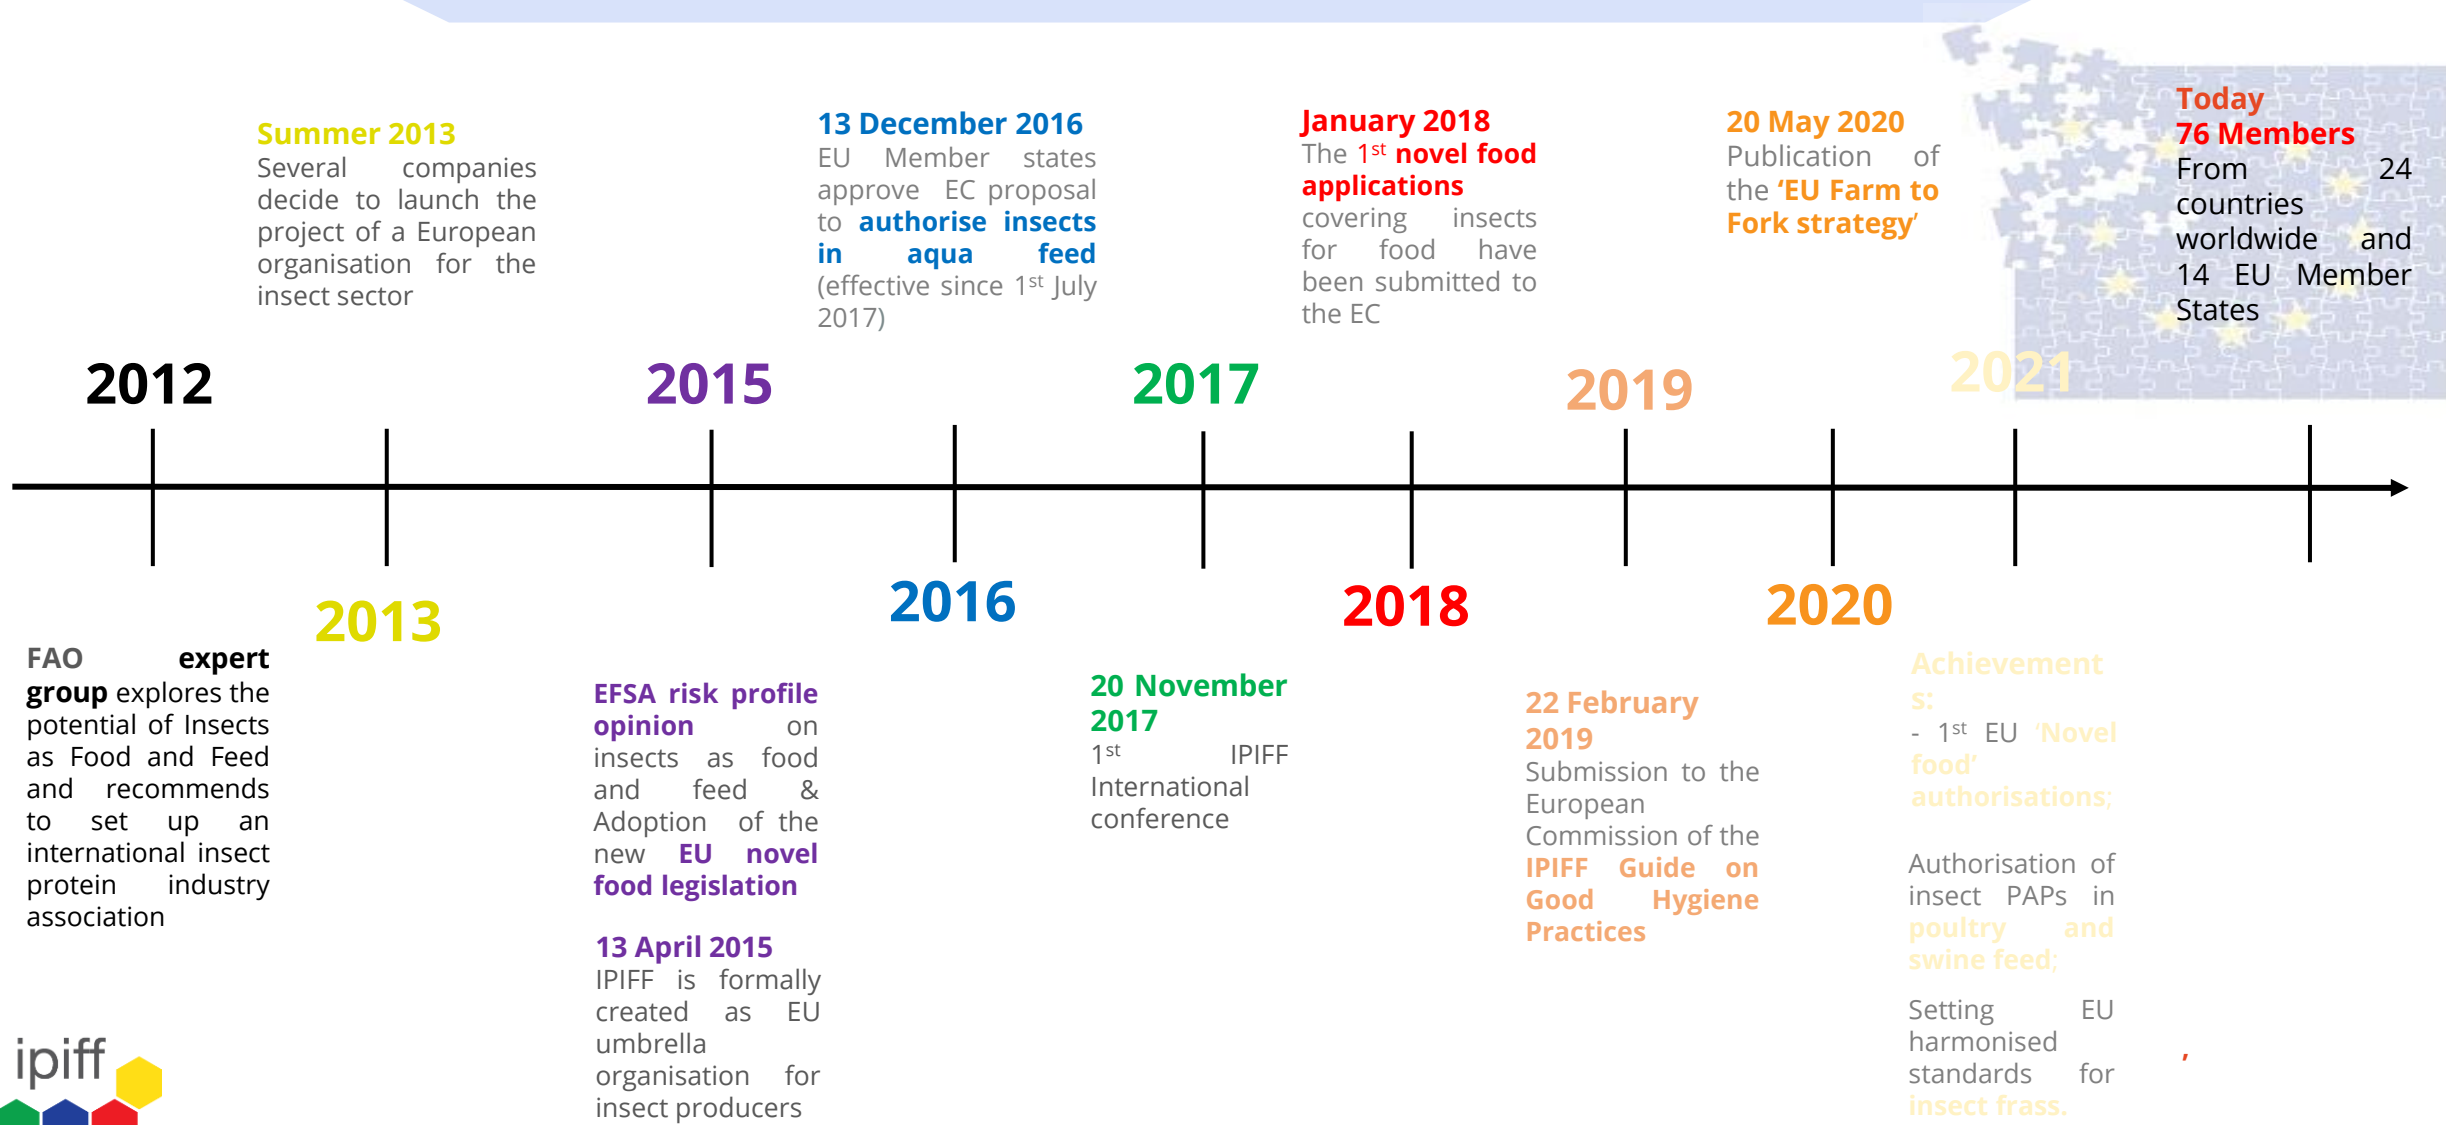 Summer 2013
Several companies
decide to launch the
project of a European
organisation for the
insect sector
13 December 2016
EU Member states
approve EC proposal
to authorise insects
in aqua feed
(effective since 1st July
2017)
January 2018
The 1st novel food
applications
covering insects
for food have
been submitted to
the EC
20 May 2020
Publication of
the ‘EU Farm to
Fork strategy’
Today
76 Members
From 24
countries
worldwide and
14 EU Member
States
2012
2015
2017
2019
2021
2013
2016
2018
2020
FAO expert
group explores the
potential of Insects
as Food and Feed
and recommends
to set up an
international insect
protein industry
association
EFSA risk profile
opinion on
insects as food
and feed &
Adoption of the
new EU novel
food legislation
13 April 2015
IPIFF is formally
created as EU
umbrella
organisation for
insect producers
20 November
2017
1st IPIFF
International
conference
22 February
2019
Submission to the
European
Commission of the
IPIFF Guide on
Good Hygiene
Practices
Achievement
s:
- 1st EU ‘Novel
food’
authorisations;
Authorisation of
insect PAPs in
poultry and
swine feed;
Setting EU
harmonised
standards for
insect frass.
,
ipiff